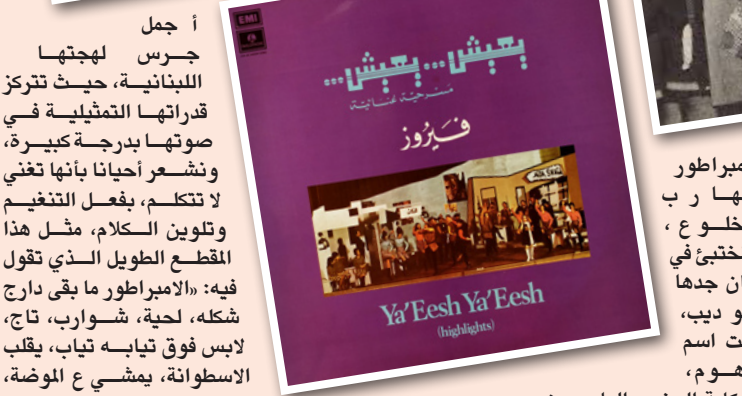 أ جمل
جرس لهجتها
اللبنانية، حيث تتركز
قدراتها التمثيلية في
صوتها بدرجة كبيرة،
ونشعر أحيانا بأنها تغني
لا تتكلم، بفعل التنغيم
وتلوين الكلام، مثل هذا
المقطع الطويل الذي تقول
فيه: «الامبراطور ما بقى دارج
شكله، لحية، شوارب، تاج،
لابس فوق تيابه تياب، يقلب
الاسطوانة، يمشي ع الموضة،
EMI
يعيش... يعيش...
مسرحية غنائية
فيروز
Ya'Eesh Ya'Eesh
(highlights)
مبراطور
ها ر ب
خلو ع ،
ختبئ في
ان جدها
و ديب،
ت اسم
هوم،